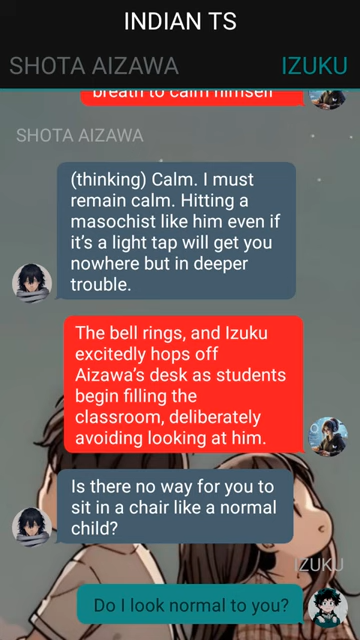 INDIAN TS
SHOTA AIZAWA
IZUKU
breath to calm himself
SHOTA AIZAWA
(thinking) Calm. I must
remain calm. Hitting a
masochist like him even if
it's a light tap will get you
nowhere but in deeper
trouble.
The bell rings, and Izuku
excitedly hops off
Aizawa's desk as students
begin filling the
classroom, deliberately
avoiding looking at him.
Is there no way for you to
sit in a chair like a normal
child?
IZUKU
Do I look normal to you?